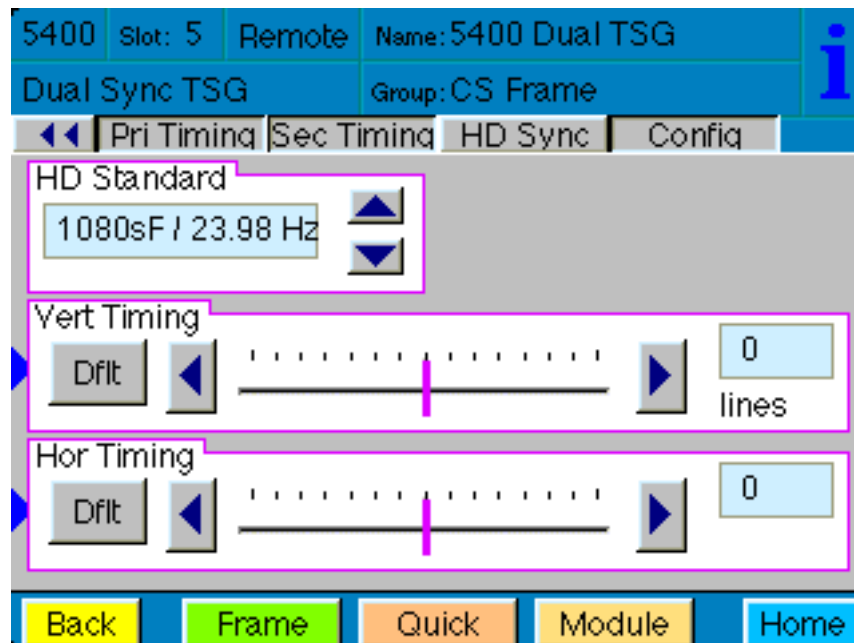 5400 Slot: 5 Remote Name: 5400 Dual TSG
Dual Sync TSG Group: CS Frame
Pri Timing Sec Timing HD Sync Config
HD Standard
1080sF / 23.98 Hz
Vert Timing
Dflt 0
lines
Hor Timing
Dflt 0
Back Frame Quick Module Home